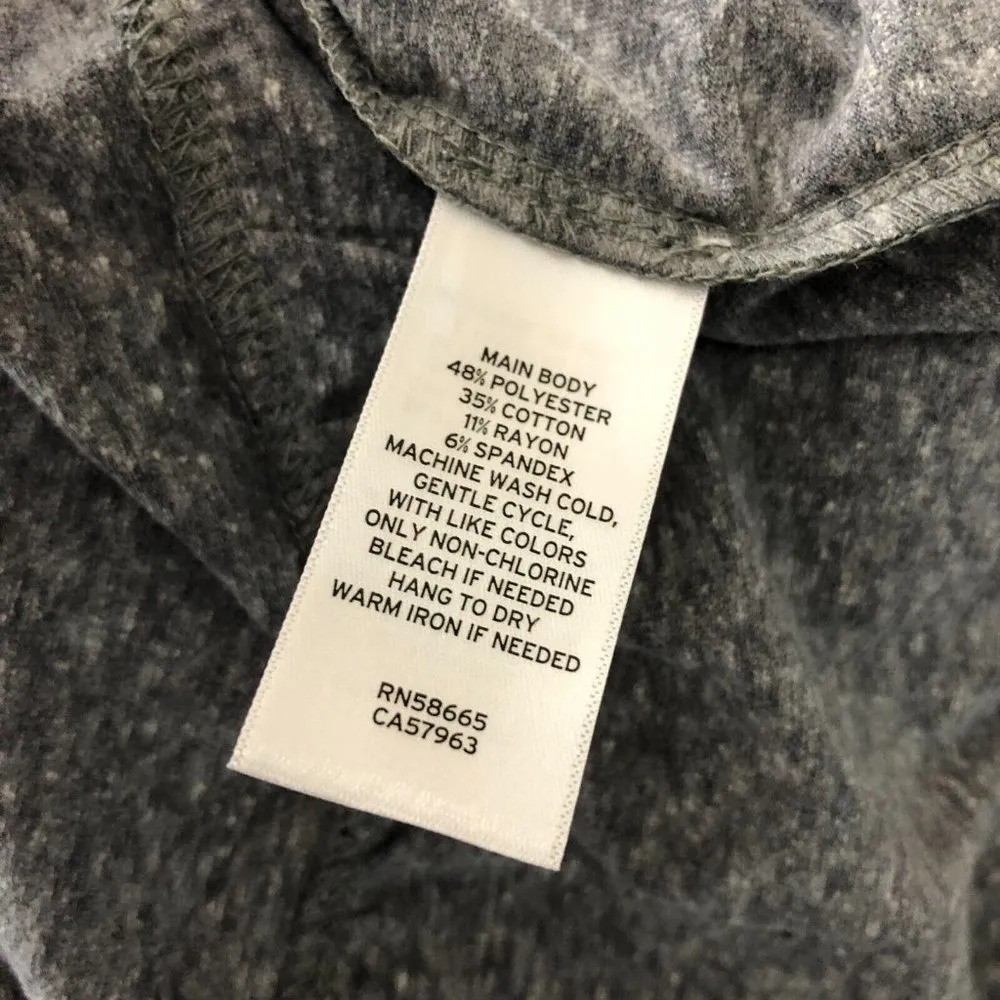 MAIN BODY
48% POLYESTER
35% COTTON
11% RAYON
6% SPANDEX
MACHINE WASH COLD,
GENTLE CYCLE,
WITH LIKE COLORS
ONLY NON-CHLORINE
BLEACH IF NEEDED
HANG TO DRY
WARM IRON IF NEEDED
RN58665
CA57963